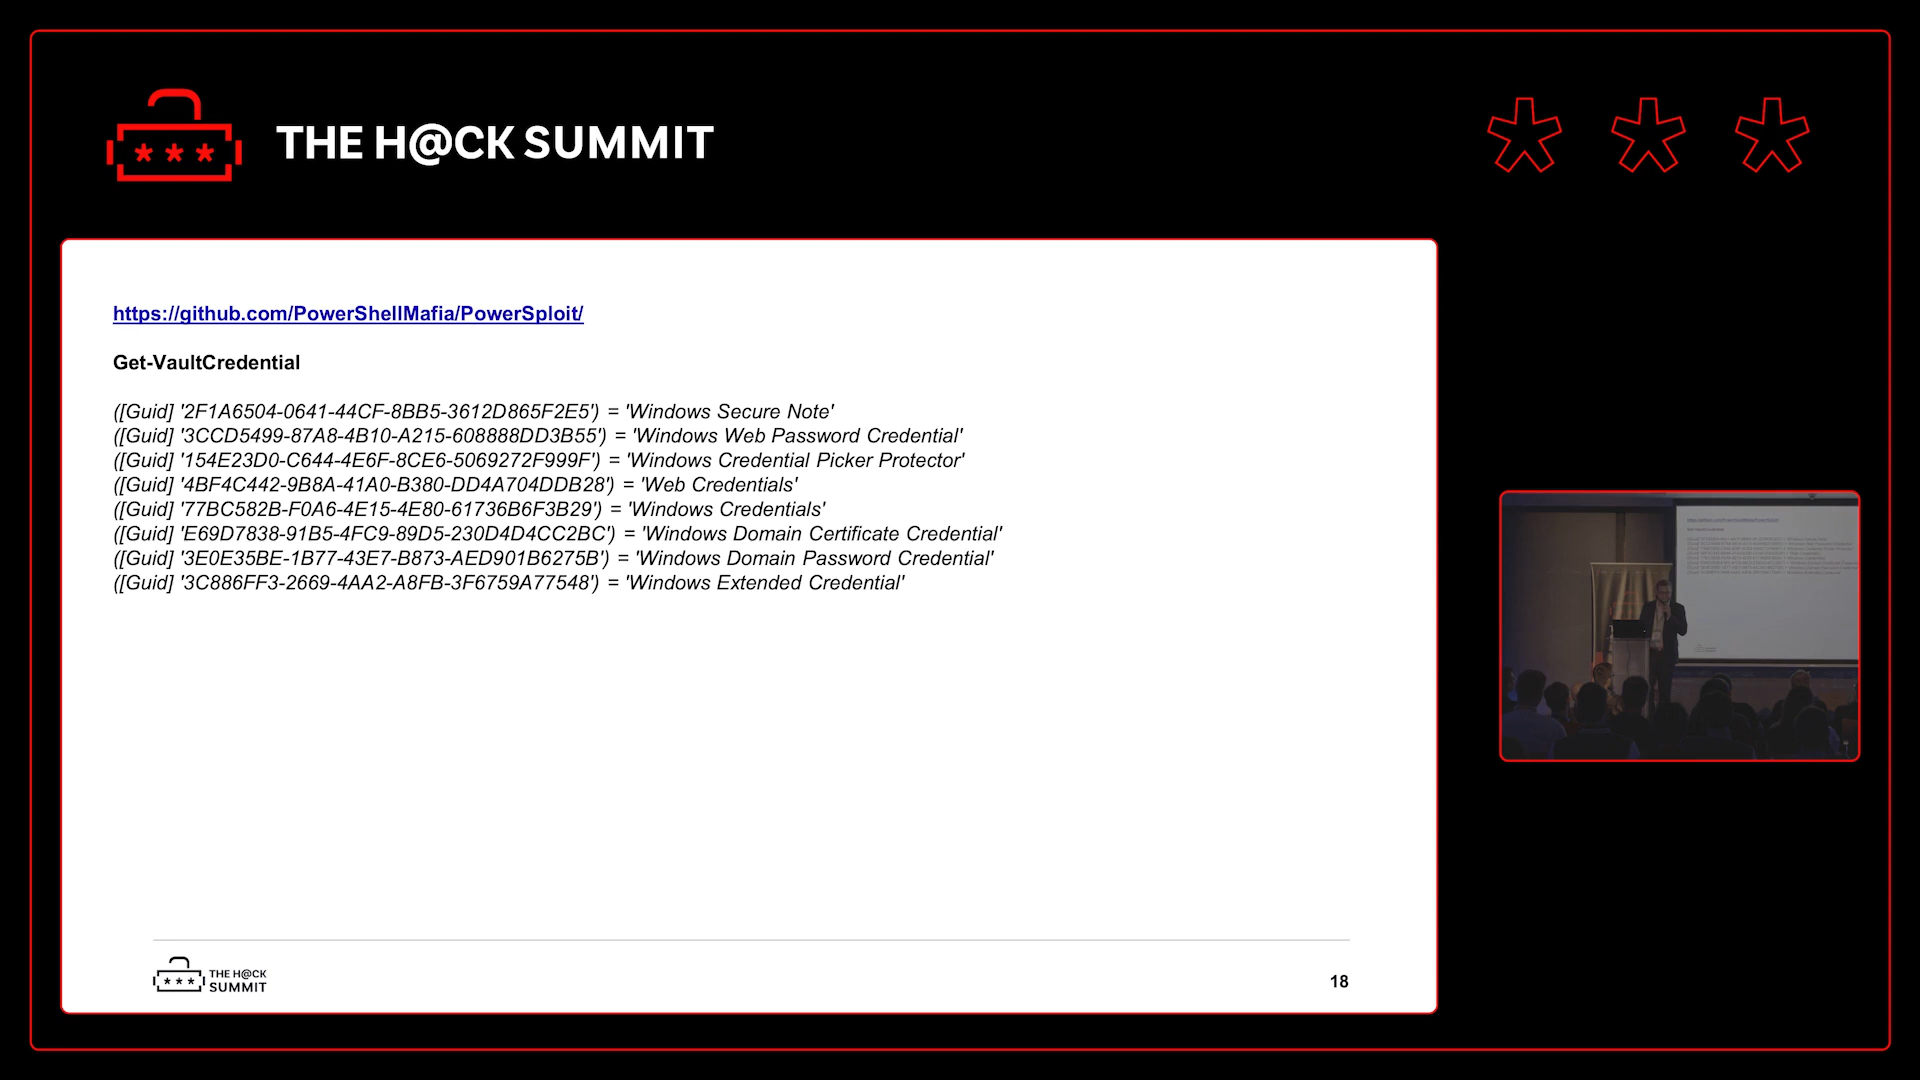 ***
THE H@CK SUMMIT
https://github.com/PowerShellMafia/PowerSploit/
Get-VaultCredential
([Guid] '2F1A6504-0641-44CF-8BB5-3612D865F2E5') = 'Windows Secure Note'
([Guid] '3CCD5499-87A8-4B10-A215-608888DD3B55') = 'Windows Web Password Credential'
([Guid] '154E23D0-C644-4E6F-8CE6-5069272F999F') = 'Windows Credential Picker Protector'
([Guid] '4BF4C442-9B8A-41A0-B380-DD4A704DDB28') = 'Web Credentials'
([Guid] '77BC582B-F0A6-4E15-4E80-61736B6F3B29') = 'Windows Credentials'
([Guid] 'E69D7838-91B5-4FC9-89D5-230D4D4CC2BC') = 'Windows Domain Certificate Credential'
([Guid] '3E0E35BE-1B77-43E7-B873-AED901B6275B') = 'Windows Domain Password Credential'
([Guid] '3C886FF3-2669-4AA2-A8FB-3F6759A77548') = 'Windows Extended Credential'
***
THE H@CK
SUMMIT
18